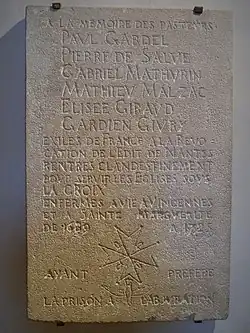 A LA MEMOIRE DES PASTEURS:
PAUL GARDEL
PIERRE DE SALVE
GABRIEL MATHURIN
MATHIEU MALZAC
ELISEE GIRAUD
GARDIEN GIVRY
EXILES DE FRANCE A LA REVO-
CATION DE L'EDIT DE NANTES
RENTRES CLANDESTINEMENT
POUR SERVIR LES EGLISES SOUS
LA CROIX
ENFERMES A VIE A VINCENNES
ET A SAINTE MARGUERITE
DE 1689 A 1725
AYANT PREFERE
LA PRISON A L'ABJURATION